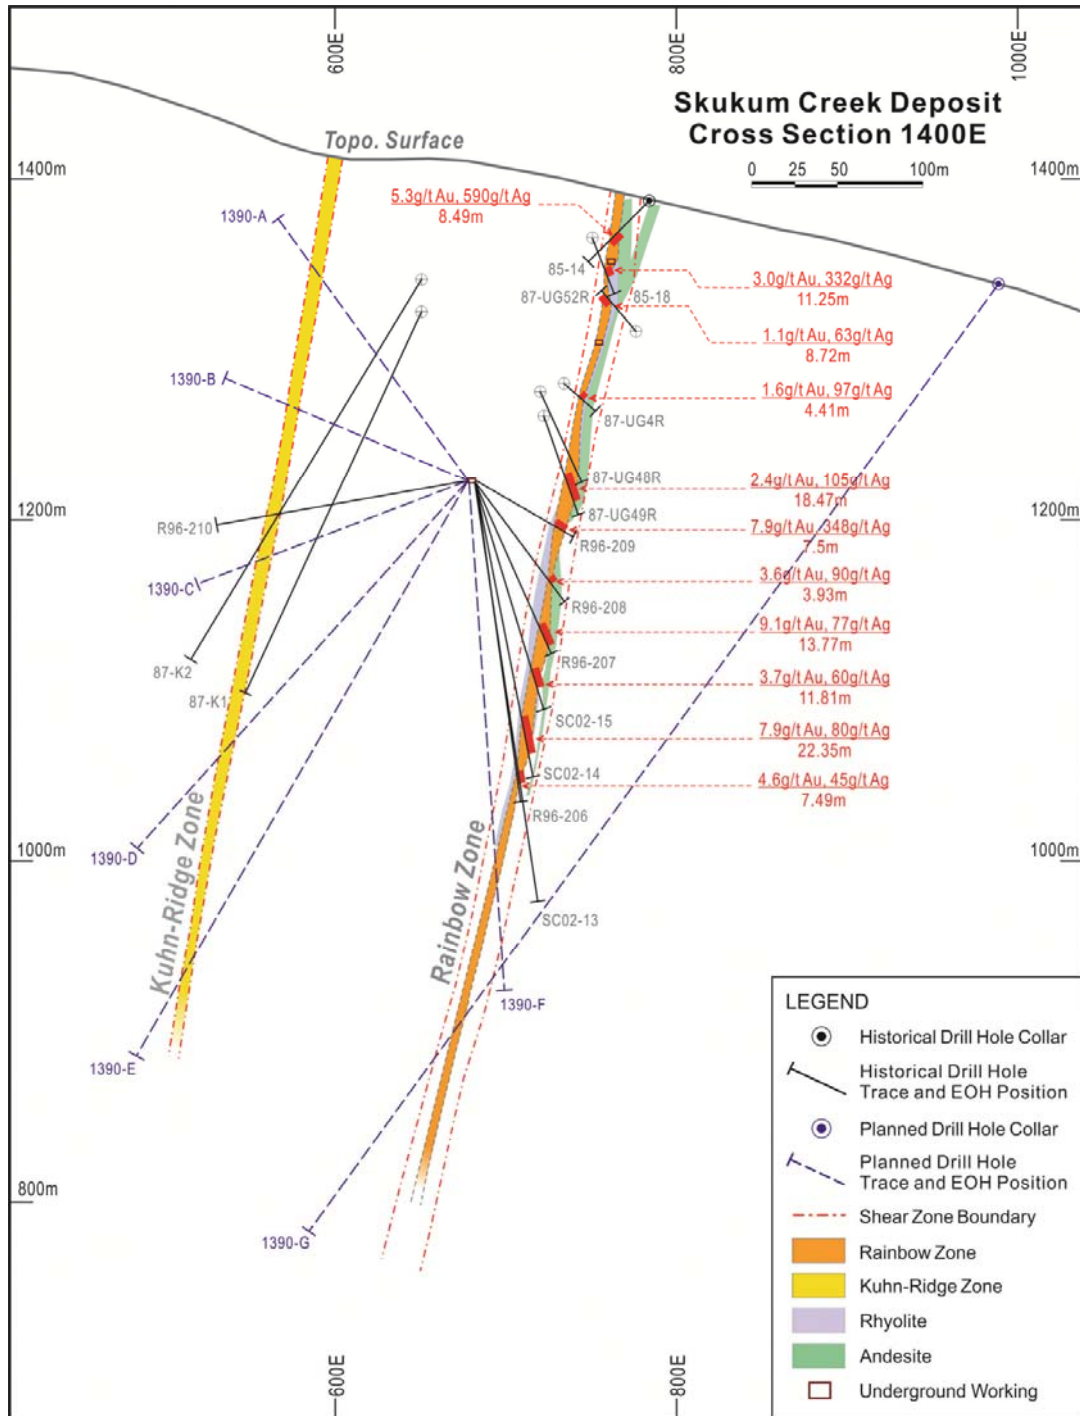 600E
800E
1000E
Skukum Creek Deposit
Cross Section 1400E
0 25 50 100m
Topo. Surface
1400m
1400m
5.3g/t Au, 590g/t Ag
8.49m
1390-A
85-14
87-UG52R
85-18
3.0g/t Au, 332g/t Ag
11.25m
1.1g/t Au, 63g/t Ag
8.72m
1390-B
1.6g/t Au, 97g/t Ag
4.41m
87-UG4R
87-UG48R
2.4g/t Au, 105g/t Ag
18.47m
1200m
1200m
87-UG49R
R96-210
7.9g/t Au, 348g/t Ag
7.5m
R96-209
1390-C
3.6g/t Au, 90g/t Ag
3.93m
R96-208
9.1g/t Au, 77g/t Ag
13.77m
R96-207
87-K2
87-K1
3.7g/t Au, 60g/t Ag
11.81m
SC02-15
7.9g/t Au, 80g/t Ag
22.35m
SC02-14
4.6g/t Au, 45g/t Ag
7.49m
R96-206
1000m
1000m
1390-D
Kuhn-Ridge Zone
Rainbow Zone
SC02-13
1390-F
1390-E
800m
1390-G
LEGEND
Historical Drill Hole Collar
Historical Drill Hole
Trace and EOH Position
Planned Drill Hole Collar
Planned Drill Hole
Trace and EOH Position
Shear Zone Boundary
Rainbow Zone
Kuhn-Ridge Zone
Rhyolite
Andesite
Underground Working
600E
800E